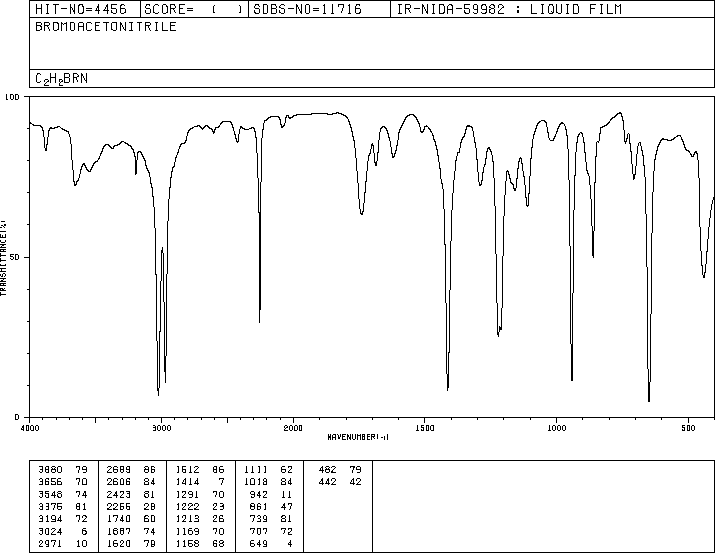 HIT-NO=4456 SCORE= ( ) SDBS-NO=11716 IR-NIDA-59982 : LIQUID FILM
BROMOACETONITRILE
C2H2BRN
100
50
0
TRANSMITTANCE(%)
4000 3000 2000 1500 1000 500
WAVENUMBER(-1)
3880 79 2689 86 1512 86 1111 62 482 79
3656 70 2606 84 1414 7 1018 84 442 42
3548 74 2423 81 1291 70 942 11
3375 81 2255 28 1222 23 861 47
3194 72 1740 60 1213 26 739 81
3024 6 1687 74 1169 70 707 72
2971 10 1620 79 1158 68 649 4